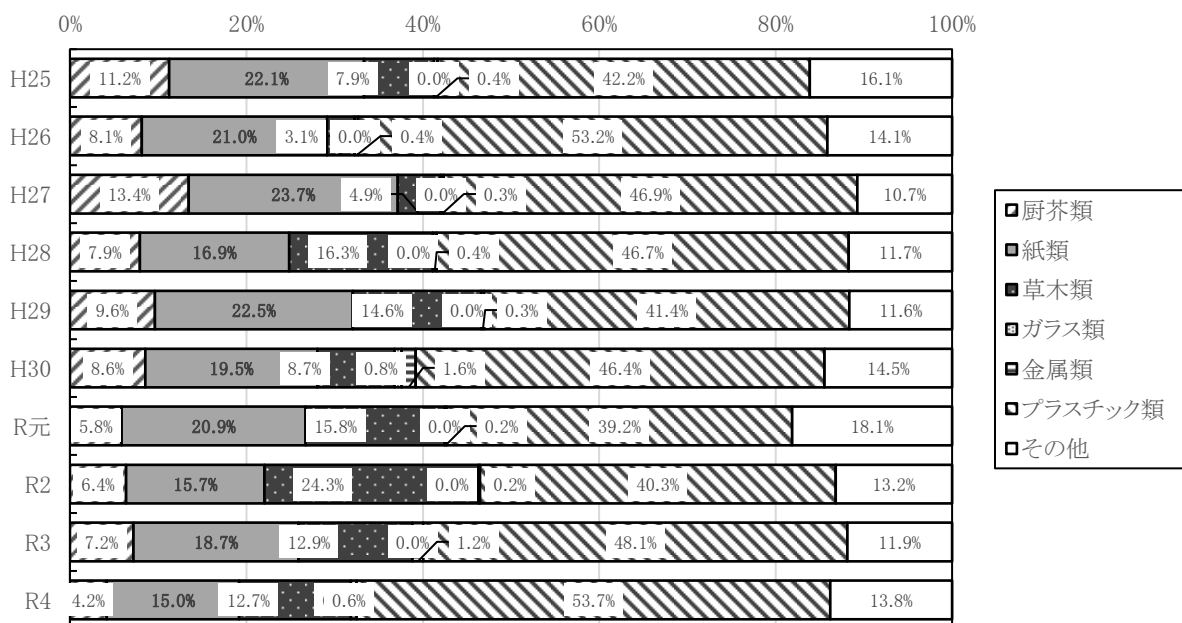 0% 20% 40% 60% 80% 100%
H25 11.2% 22.1% 7.9% 0.0% 0.4% 42.2% 16.1%
H26 8.1% 21.0% 3.1% 0.0% 0.4% 53.2% 14.1%
H27 13.4% 23.7% 4.9% 0.0% 0.3% 46.9% 10.7%
H28 7.9% 16.9% 16.3% 0.0% 0.4% 46.7% 11.7%
H29 9.6% 22.5% 14.6% 0.0% 0.3% 41.4% 11.6%
H30 8.6% 19.5% 8.7% 0.8% 1.6% 46.4% 14.5%
R元 5.8% 20.9% 15.8% 0.0% 0.2% 39.2% 18.1%
R2 6.4% 15.7% 24.3% 0.0% 0.2% 40.3% 13.2%
R3 7.2% 18.7% 12.9% 0.0% 1.2% 48.1% 11.9%
R4 4.2% 15.0% 12.7% 0.6% 53.7% 13.8%
厨芥類
紙類
草木類
ガラス類
金属類
プラスチック類
その他